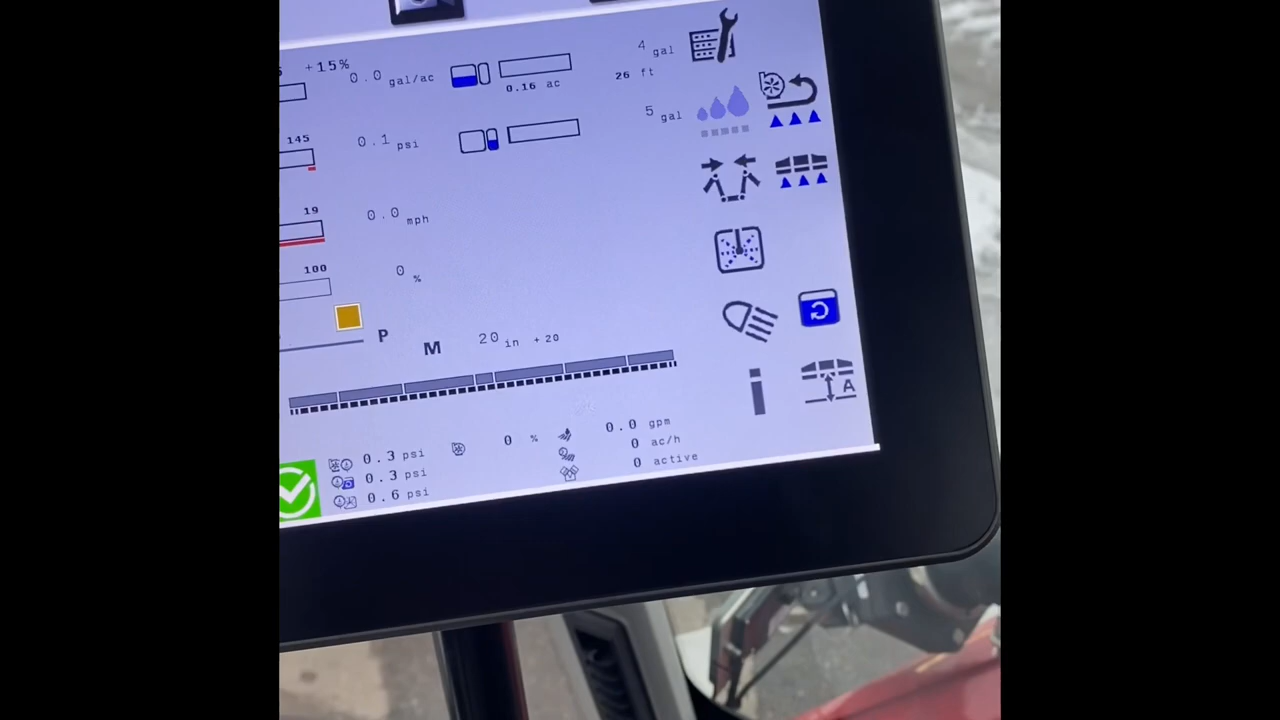 +15% 0.0 gal/ac
4 gal
0.16 ac
26 ft
5 gal
145 0.1 psi
19 0.0 mph
100 0 %
P M 20 in +20
A
0.3 psi 0 % 0.0 gpm
0.3 psi 0 ac/h
0.6 psi 0 active